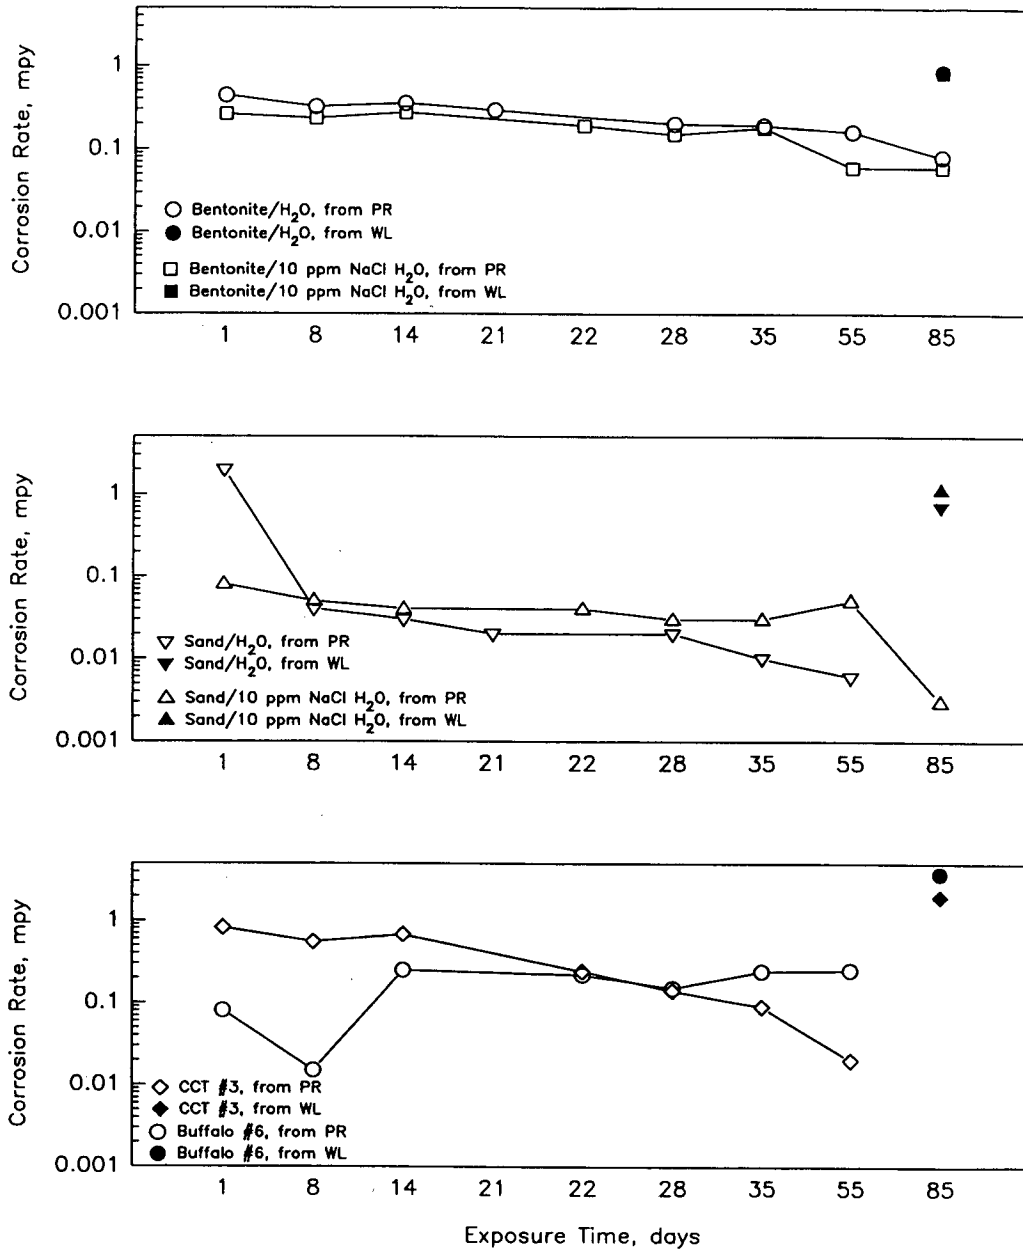 Corrosion Rate, mpy
1
0.1
0.01
0.001
○ Bentonite/H₂O, from PR
● Bentonite/H₂O, from WL
□ Bentonite/10 ppm NaCl H₂O, from PR
■ Bentonite/10 ppm NaCl H₂O, from WL
1 8 14 21 22 28 35 55 85
Corrosion Rate, mpy
1
0.1
0.01
0.001
▽ Sand/H₂O, from PR
▼ Sand/H₂O, from WL
△ Sand/10 ppm NaCl H₂O, from PR
▲ Sand/10 ppm NaCl H₂O, from WL
1 8 14 21 22 28 35 55 85
Corrosion Rate, mpy
1
0.1
0.01
0.001
◇ CCT #3, from PR
◆ CCT #3, from WL
○ Buffalo #6, from PR
● Buffalo #6, from WL
1 8 14 21 22 28 35 55 85
Exposure Time, days